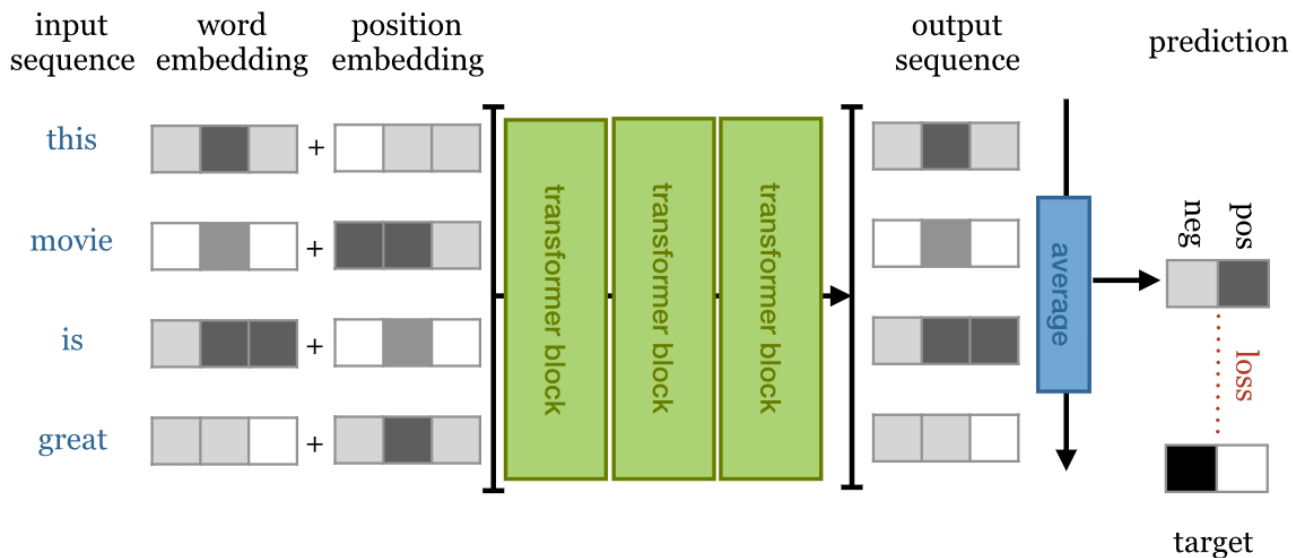 input sequence
word embedding
position embedding
output sequence
prediction
this
+
movie
+
is
+
great
+
transformer block
transformer block
transformer block
average
neg
pos
loss
target